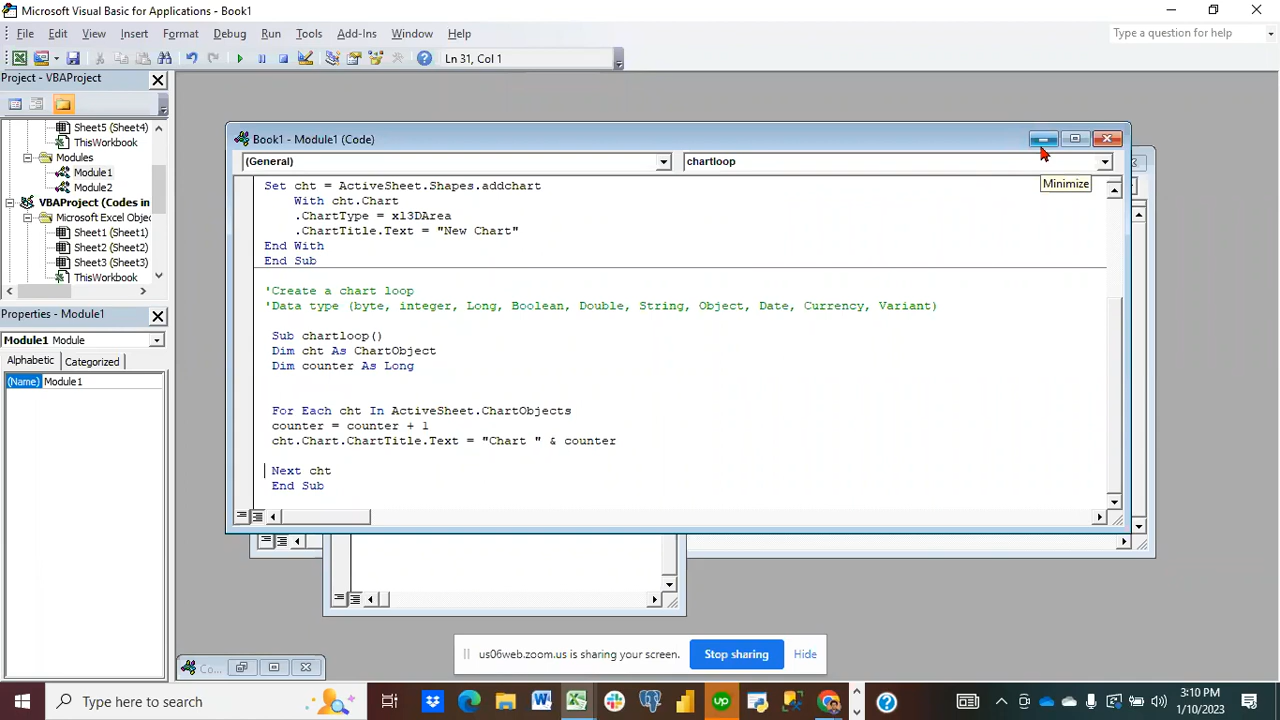 Microsoft Visual Basic for Applications - Book1
File Edit View Insert Format Debug Run Tools Add-Ins Window Help
Type a question for help
Ln 31, Col 1
Project - VBAProject
Sheet5 (Sheet4)
ThisWorkbook
Modules
Module1
Module2
VBAProject (Codes in
Microsoft Excel Objec
Sheet1 (Sheet1)
Sheet2 (Sheet2)
Sheet3 (Sheet3)
ThisWorkbook
Properties - Module1
Module1 Module
Alphabetic Categorized
(Name) Module1
Book1 - Module1 (Code)
(General) chartloop
Minimize
Set cht = ActiveSheet.Shapes.addchart
With cht.Chart
.ChartType = xl3DArea
.ChartTitle.Text = "New Chart"
End With
End Sub
'Create a chart loop
'Data type (byte, integer, Long, Boolean, Double, String, Object, Date, Currency, Variant)
Sub chartloop()
Dim cht As ChartObject
Dim counter As Long
For Each cht In ActiveSheet.ChartObjects
counter = counter + 1
cht.Chart.ChartTitle.Text = "Chart " & counter
Next cht
End Sub
us06web.zoom.us is sharing your screen. Stop sharing Hide
Co...
Type here to search
up
3:10 PM
1/10/2023